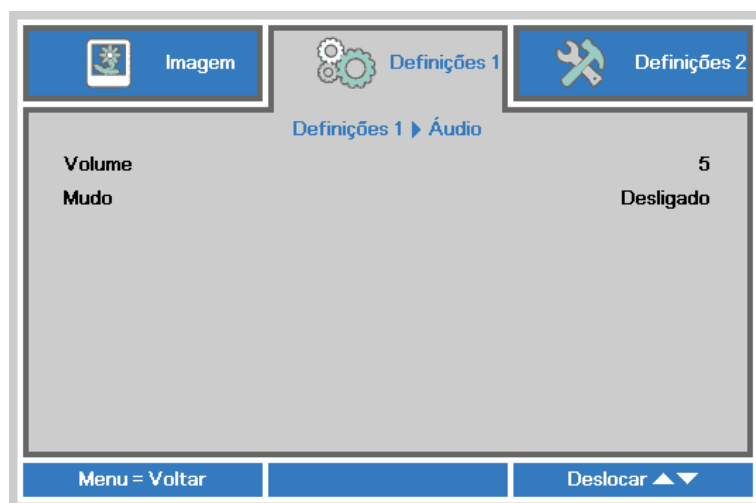 Imagem
Definições 1
Definições 2
Definições 1 Áudio
Volume 5
Mudo Desligado
Menu = Voltar
Deslocar